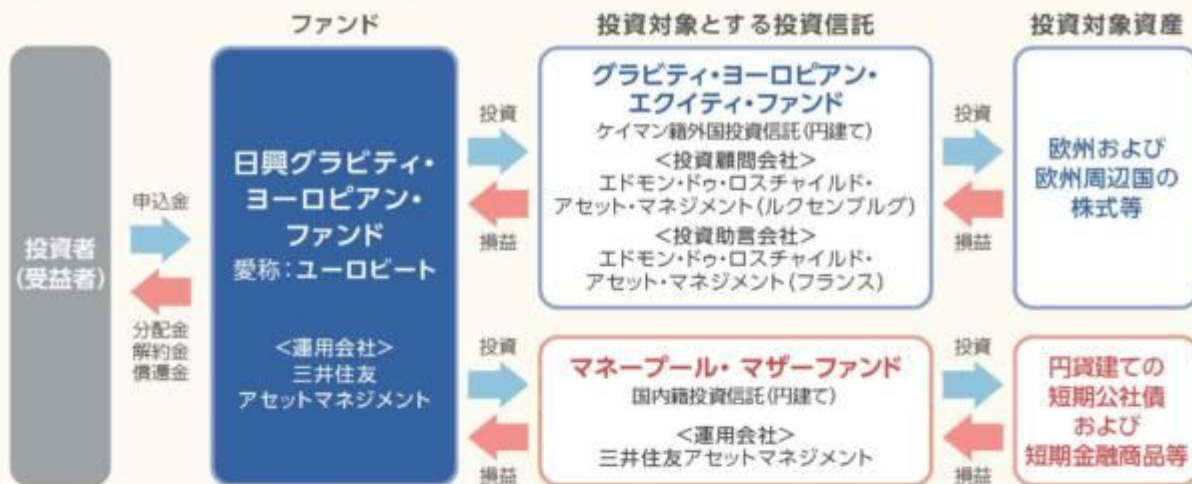 ファンド
投資対象とする投資信託
投資対象資産
投資者
(受益者)
申込金
分配金
解約金
償還金
日興グラビティ・
ヨーロピアン・
ファンド
愛称：ユーロビート
<運用会社>
三井住友
アセットマネジメント
投資
損益
グラビティ・ヨーロピアン・
エクイティ・ファンド
ケイマン籍外国投資信託(円建て)
<投資顧問会社>
エドモン・ドゥ・ロスチャイルド・
アセット・マネジメント(ルクセンブルグ)
<投資助言会社>
エドモン・ドゥ・ロスチャイルド・
アセット・マネジメント(フランス)
投資
損益
欧州および
欧州周辺国の
株式等
投資
損益
マネープール・マザーファンド
国内籍投資信託(円建て)
<運用会社>
三井住友アセットマネジメント
投資
損益
円貨建ての
短期公社債
および
短期金融商品等